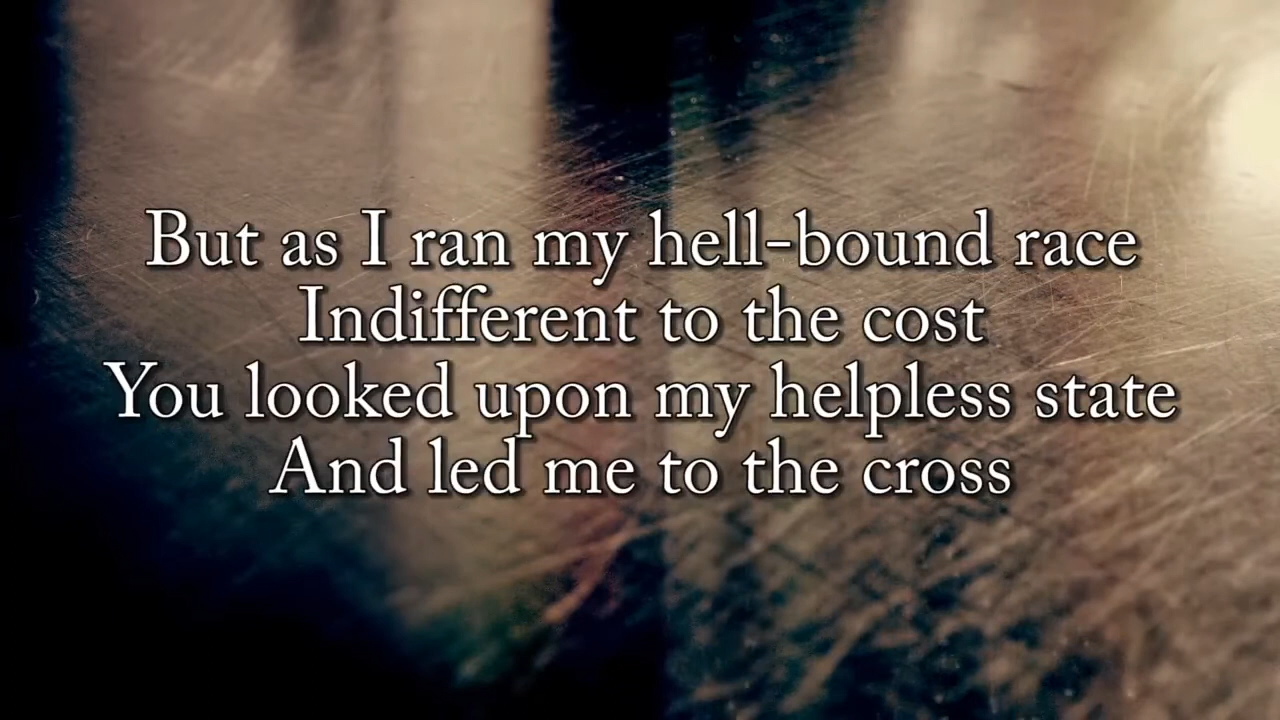 But as I ran my hell-bound race
Indifferent to the cost
You looked upon my helpless state
And led me to the cross